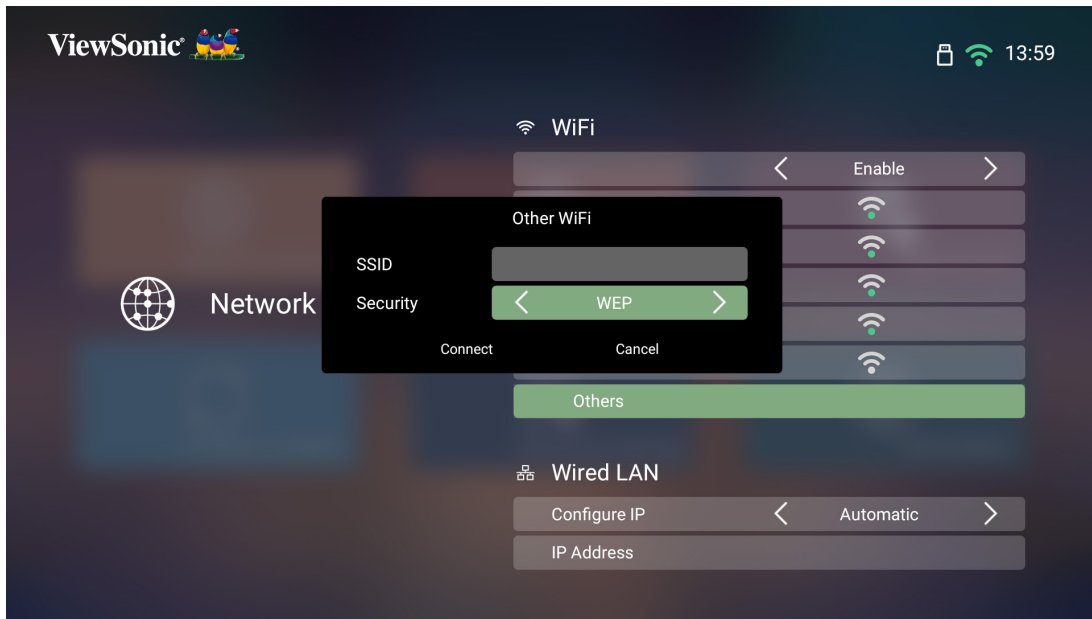 ViewSonic®
13:59
WiFi
Enable
Other WiFi
SSID
Network
Security
WEP
Connect
Cancel
Others
Wired LAN
Configure IP
Automatic
IP Address